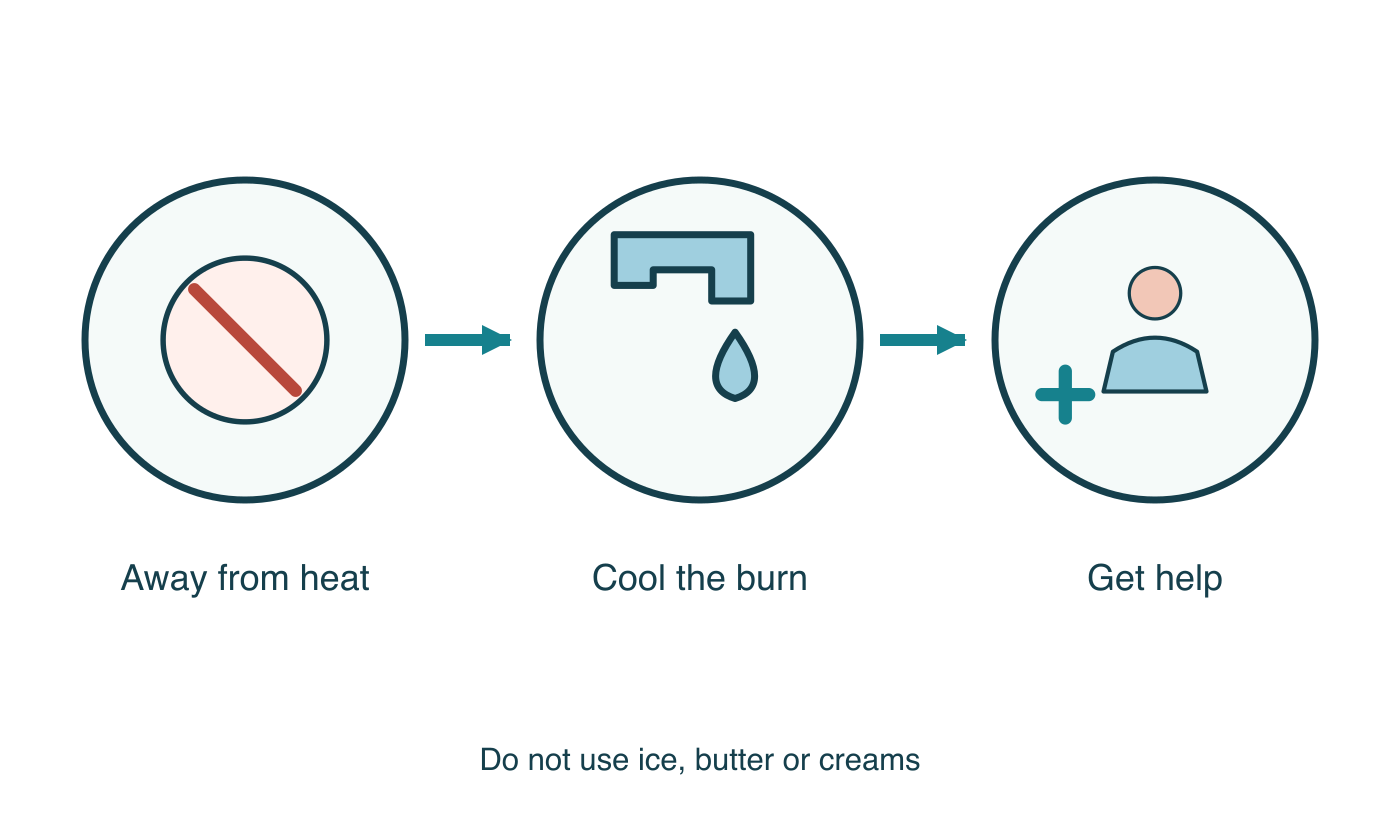 Away from heat
Cool the burn
Get help
Do not use ice, butter or creams